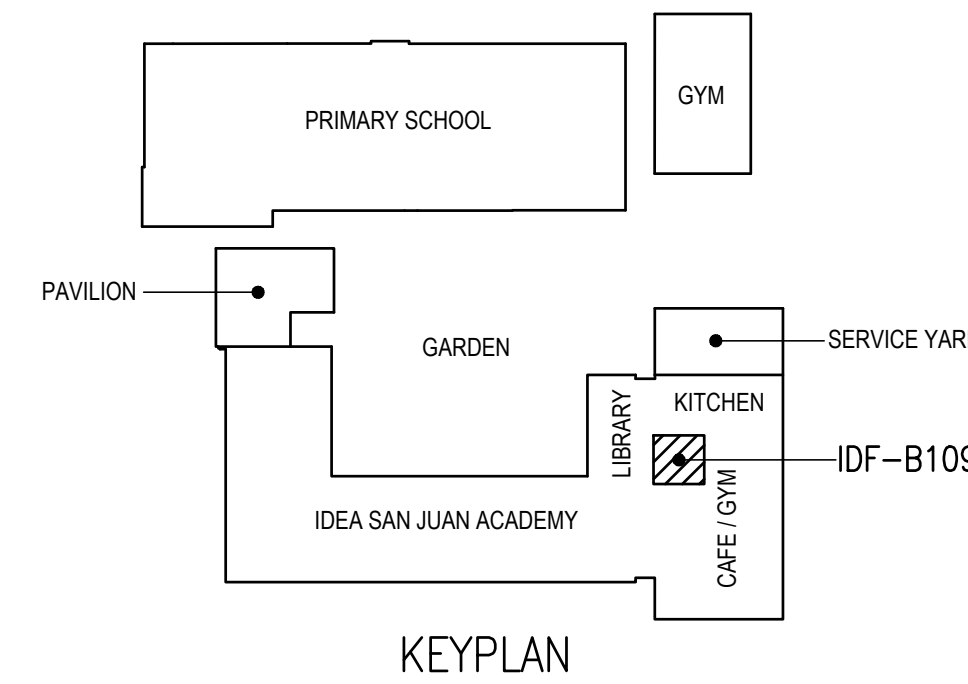 PRIMARY SCHOOL
GYM
PAVILION
GARDEN
SERVICE YAR
LIBRARY
KITCHEN
IDF-B109
CAFE / GYM
IDEA SAN JUAN ACADEMY
KEYPLAN